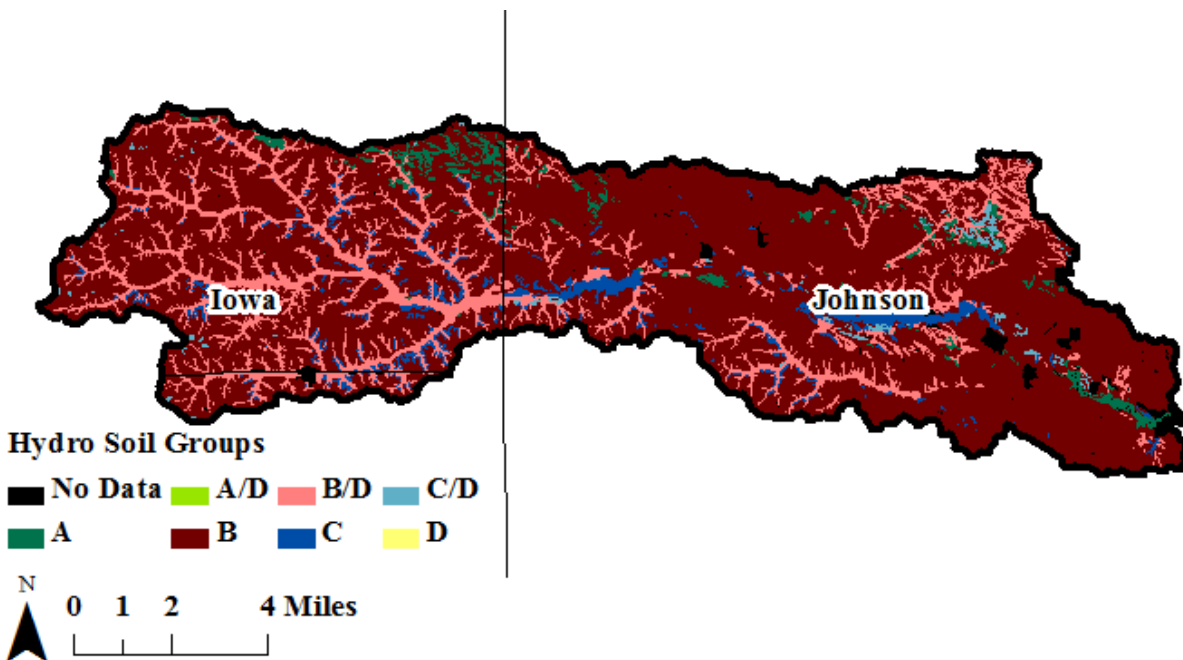 Iowa
Johnson
Hydro Soil Groups
No Data A/D B/D C/D
A B C D
N
0 1 2 4 Miles